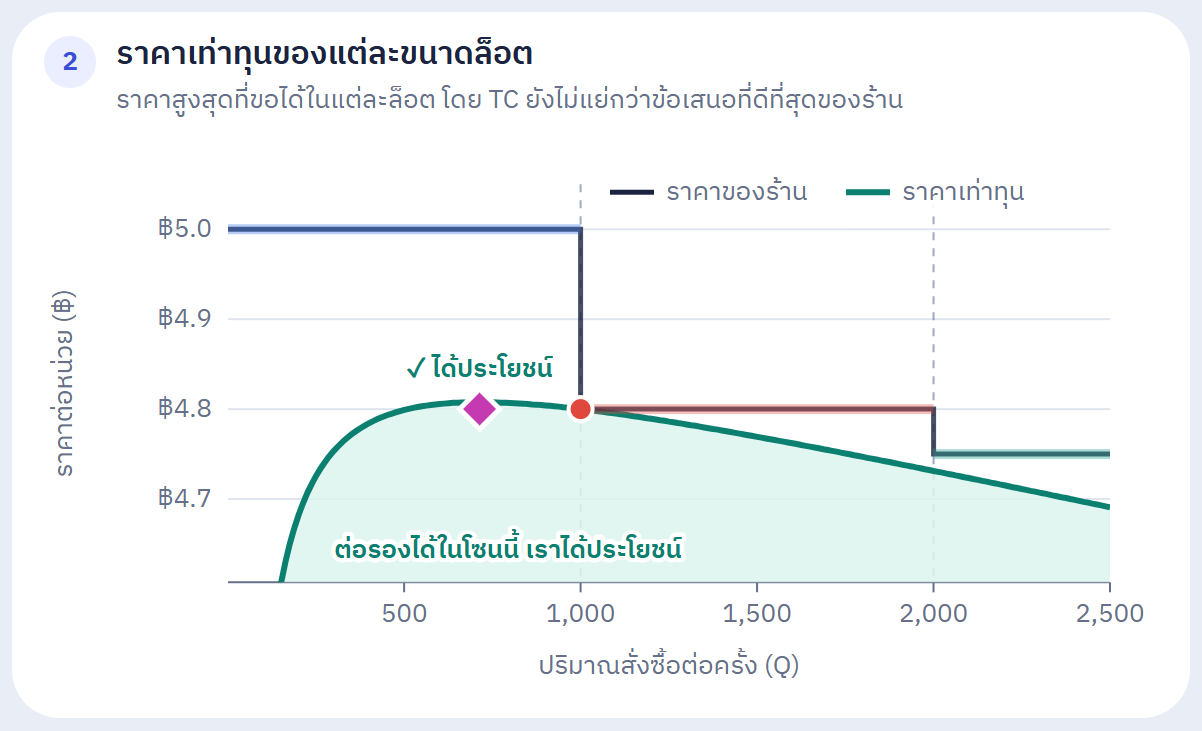 2
ราคาเท่าทุนของแต่ละขนาดล็อต
ราคาสูงสุดที่ขอได้ในแต่ละล็อต โดย TC ยังไม่แย่กว่าข้อเสนอที่ดีที่สุดของร้าน
ราคาของร้าน
ราคาเท่าทุน
฿5.0
฿4.9
✓ ได้ประโยชน์
฿4.8
฿4.7
ราคาต่อหน่วย (฿)
ต่อรองได้ในโซนนี้ เราได้ประโยชน์
500
1,000
1,500
2,000
2,500
ปริมาณสั่งซื้อต่อครั้ง (Q)